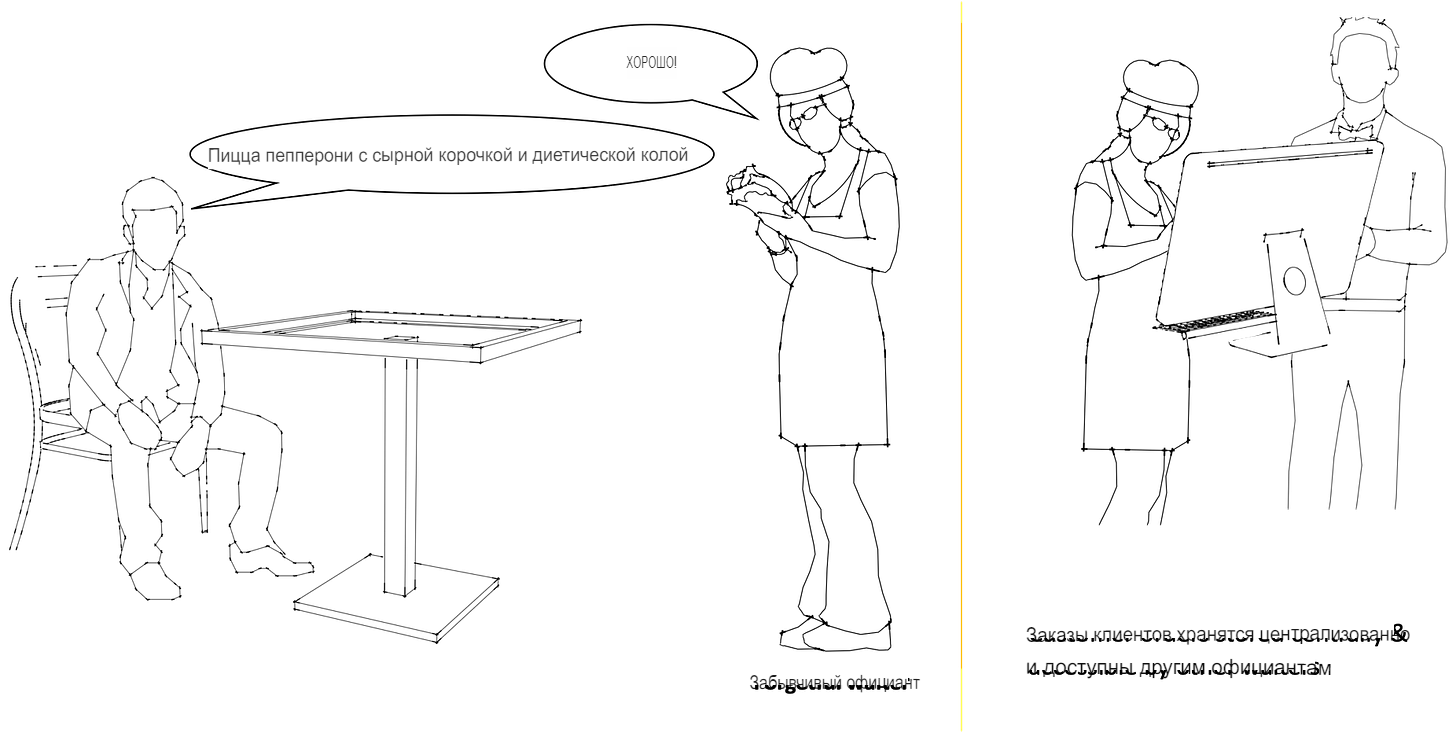 ХОРОШО!
Пицца пепперони с сырной корочкой и диетической колой
Забывчивый официант
Заказы клиентов хранятся централизованно
и доступны другим официантам